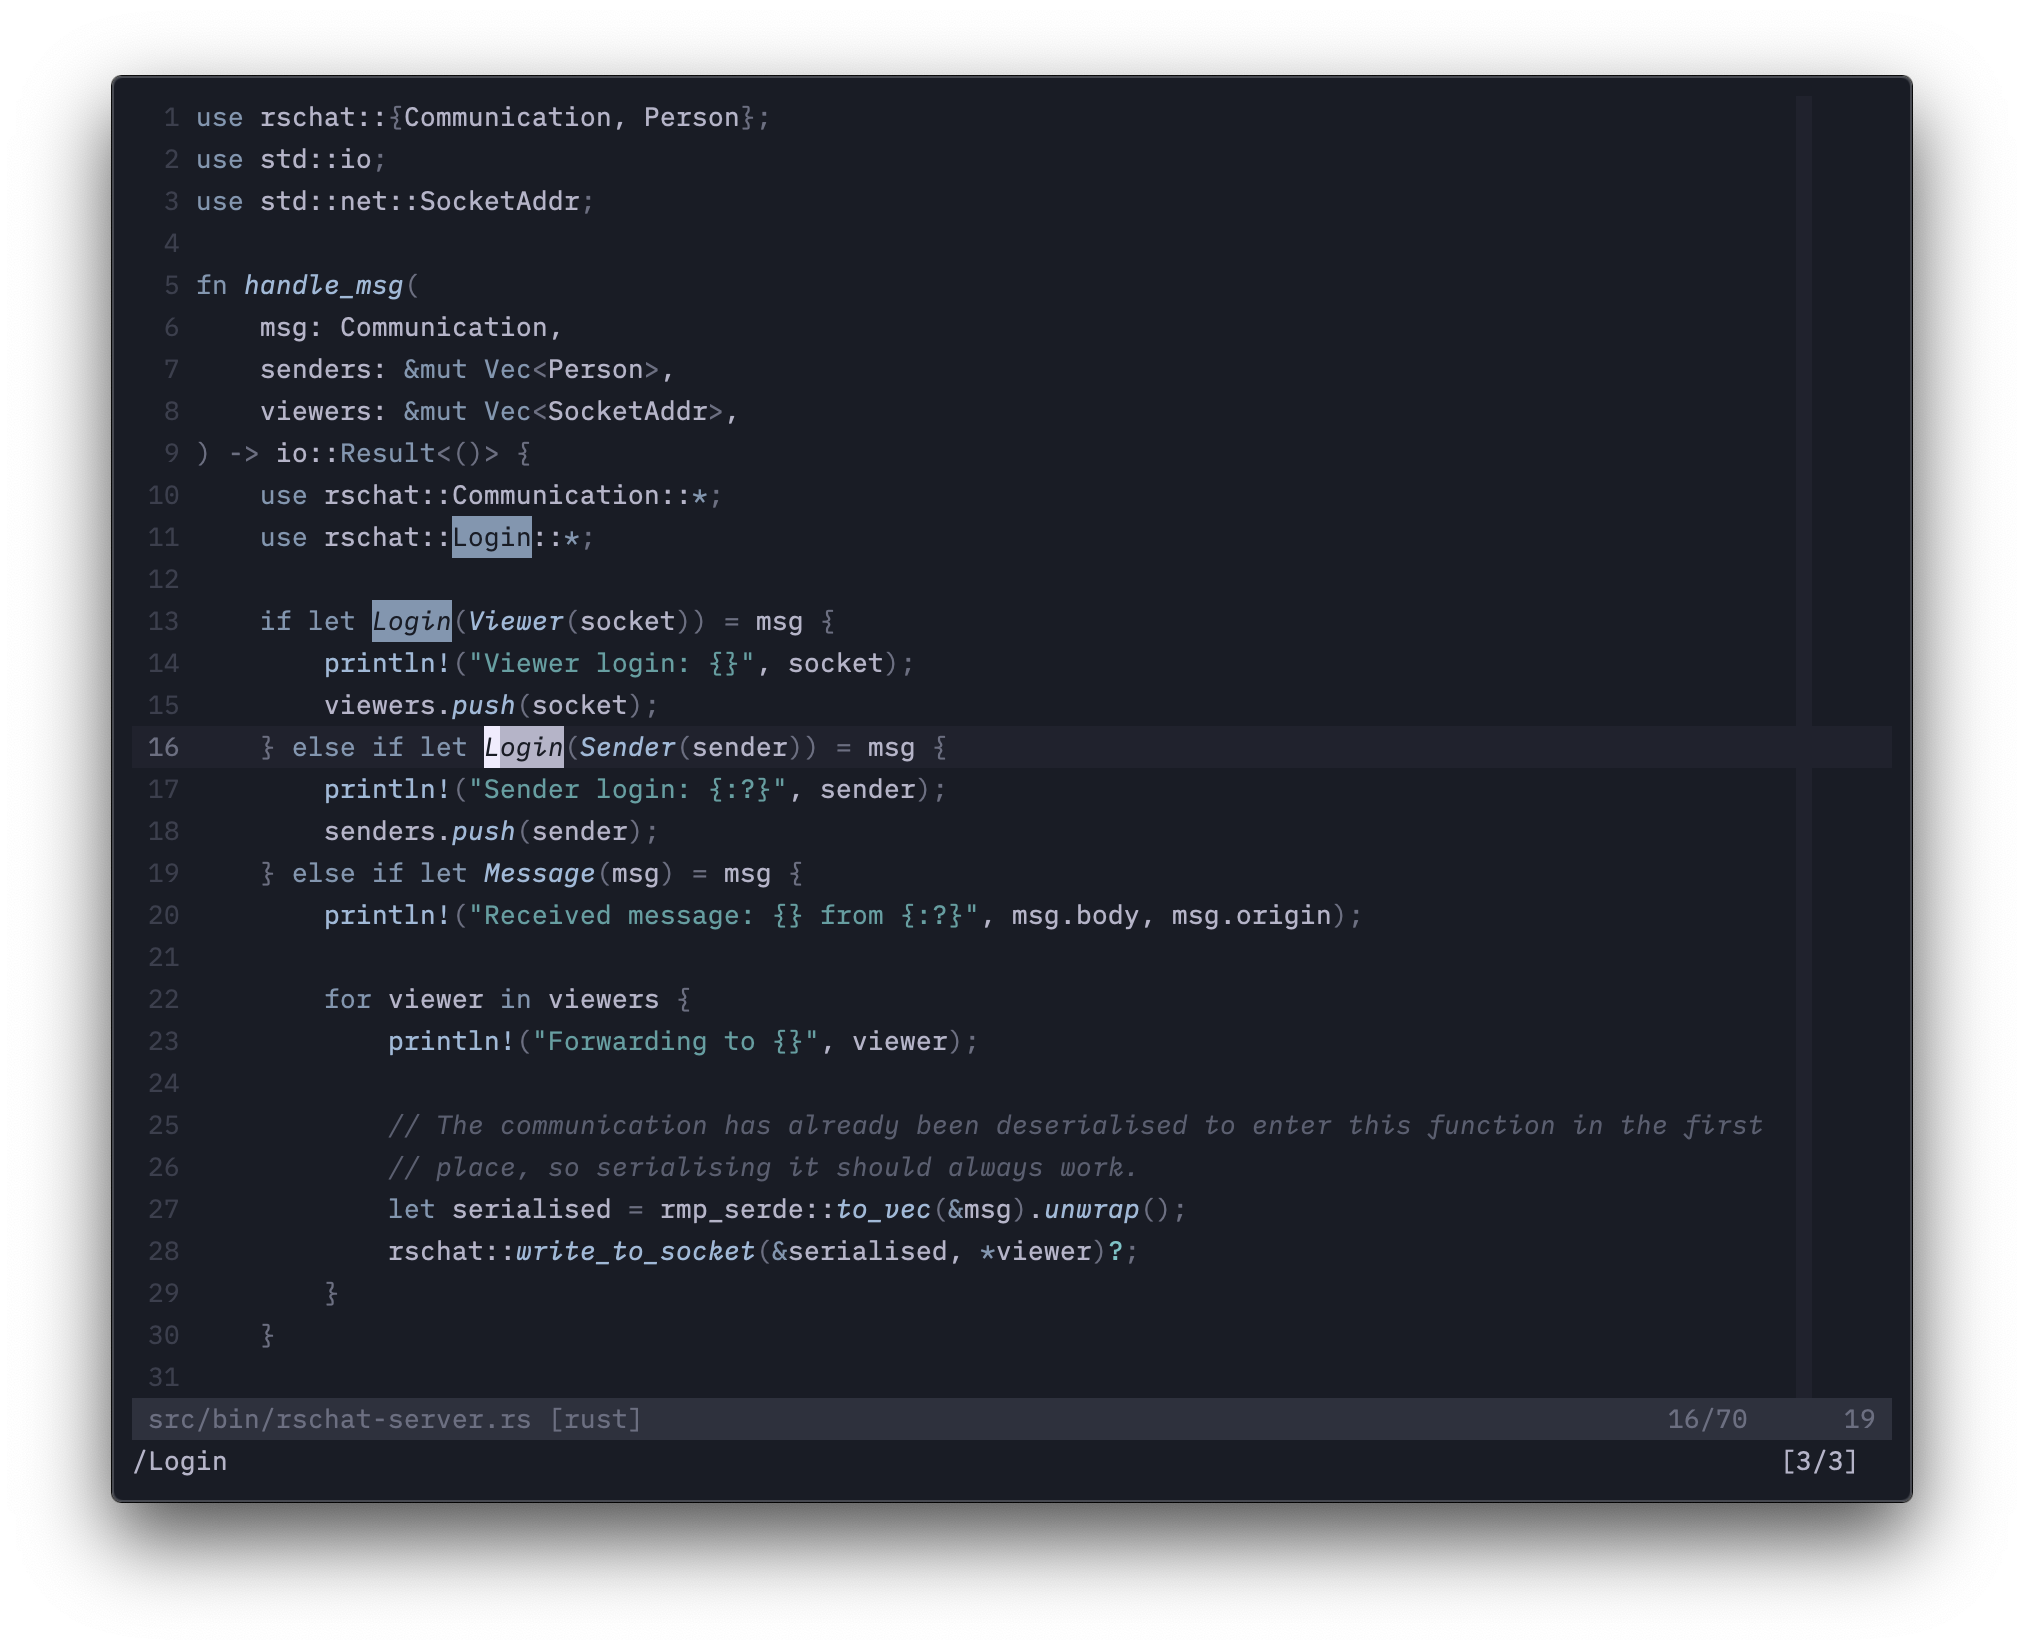 1 use rschat::{Communication, Person};
2 use std::io;
3 use std::net::SocketAddr;
4
5 fn handle_msg(
6     msg: Communication,
7     senders: &mut Vec<Person>,
8     viewers: &mut Vec<SocketAddr>,
9 ) -> io::Result<()> {
10     use rschat::Communication::*;
11     use rschat::Login::*;
12
13     if let Login(Viewer(socket)) = msg {
14         println!("Viewer login: {}", socket);
15         viewers.push(socket);
16     } else if let Login(Sender(sender)) = msg {
17         println!("Sender login: {:?}", sender);
18         senders.push(sender);
19     } else if let Message(msg) = msg {
20         println!("Received message: {} from {:?}", msg.body, msg.origin);
21
22         for viewer in viewers {
23             println!("Forwarding to {}", viewer);
24
25             // The communication has already been deserialised to enter this function in the first
26             // place, so serialising it should always work.
27             let serialised = rmp_serde::to_vec(&msg).unwrap();
28             rschat::write_to_socket(&serialised, *viewer)?;
29         }
30     }
31
src/bin/rschat-server.rs [rust] 16/70 19
/Login [3/3]